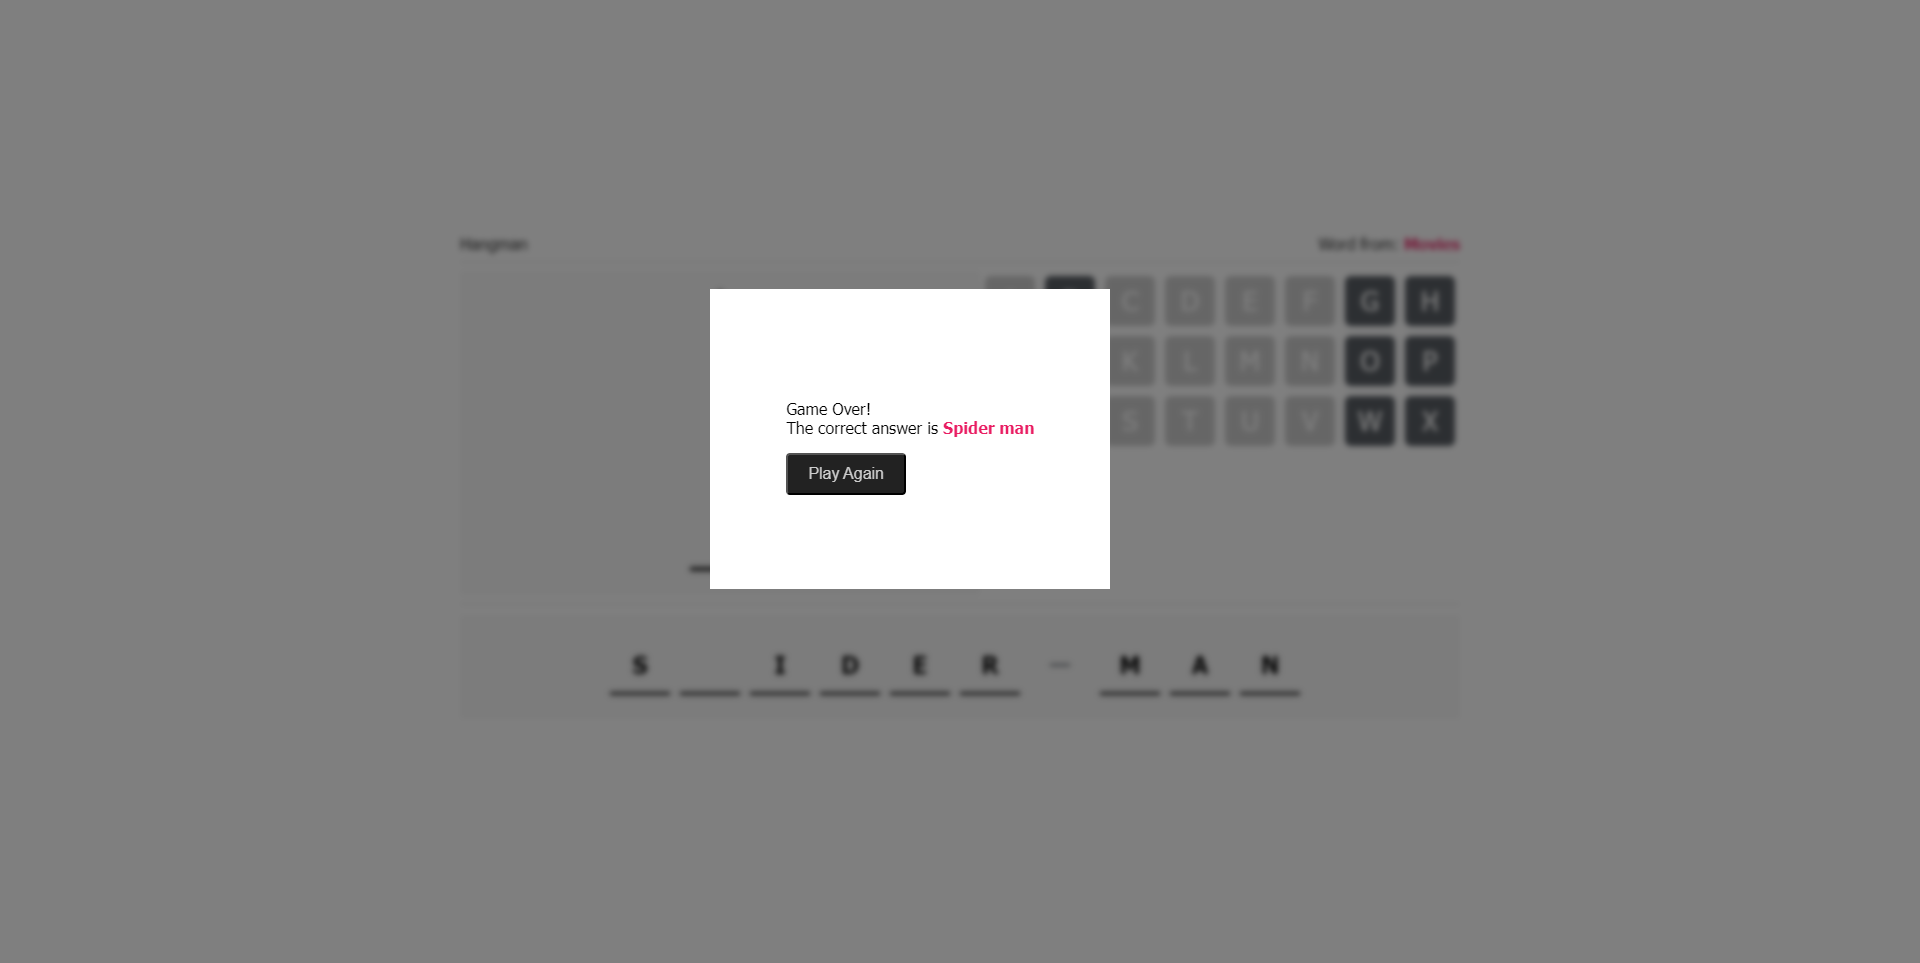 Hangman
Word from: Movies
C D E F G H
K L M N O P
S T U V W X
Game Over!
The correct answer is Spider man
Play Again
S I D E R — M A N